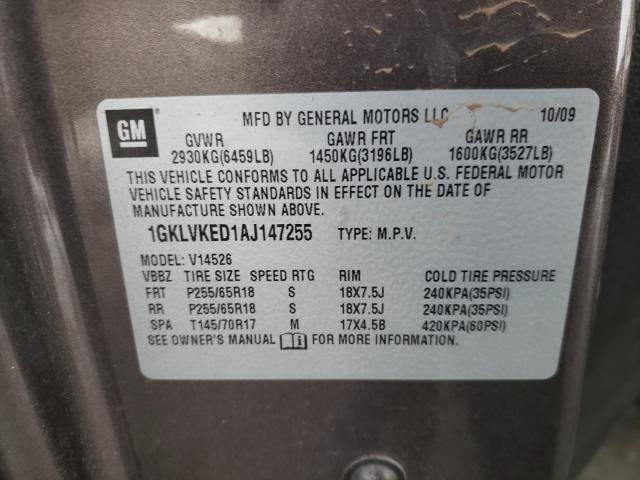 GM
®
MFD BY GENERAL MOTORS LLC 10/09
GVWR GAWR FRT GAWR RR
2930KG(6459LB) 1450KG(3196LB) 1600KG(3527LB)
THIS VEHICLE CONFORMS TO ALL APPLICABLE U.S. FEDERAL MOTOR
VEHICLE SAFETY STANDARDS IN EFFECT ON THE DATE OF
MANUFACTURE SHOWN ABOVE.
1GKLVKED1AJ147255 TYPE: M.P.V.
MODEL: V14526
VBBZ TIRE SIZE SPEED RTG RIM COLD TIRE PRESSURE
FRT P255/65R18 S 18X7.5J 240KPA(35PSI)
RR P255/65R18 S 18X7.5J 240KPA(35PSI)
SPA T145/70R17 M 17X4.5B 420KPA(60PSI)
SEE OWNER'S MANUAL FOR MORE INFORMATION.